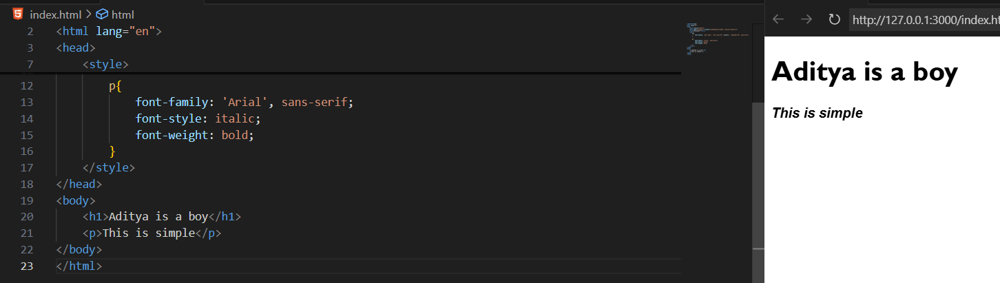 index.html > html
2 <html lang="en">
3 <head>
7 <style>
12 p{
13 font-family: 'Arial', sans-serif;
14 font-style: italic;
15 font-weight: bold;
16 }
17 </style>
18 </head>
19 <body>
20 <h1>Aditya is a boy</h1>
21 <p>This is simple</p>
22 </body>
23 </html>
http://127.0.0.1:3000/index.ht
Aditya is a boy
This is simple